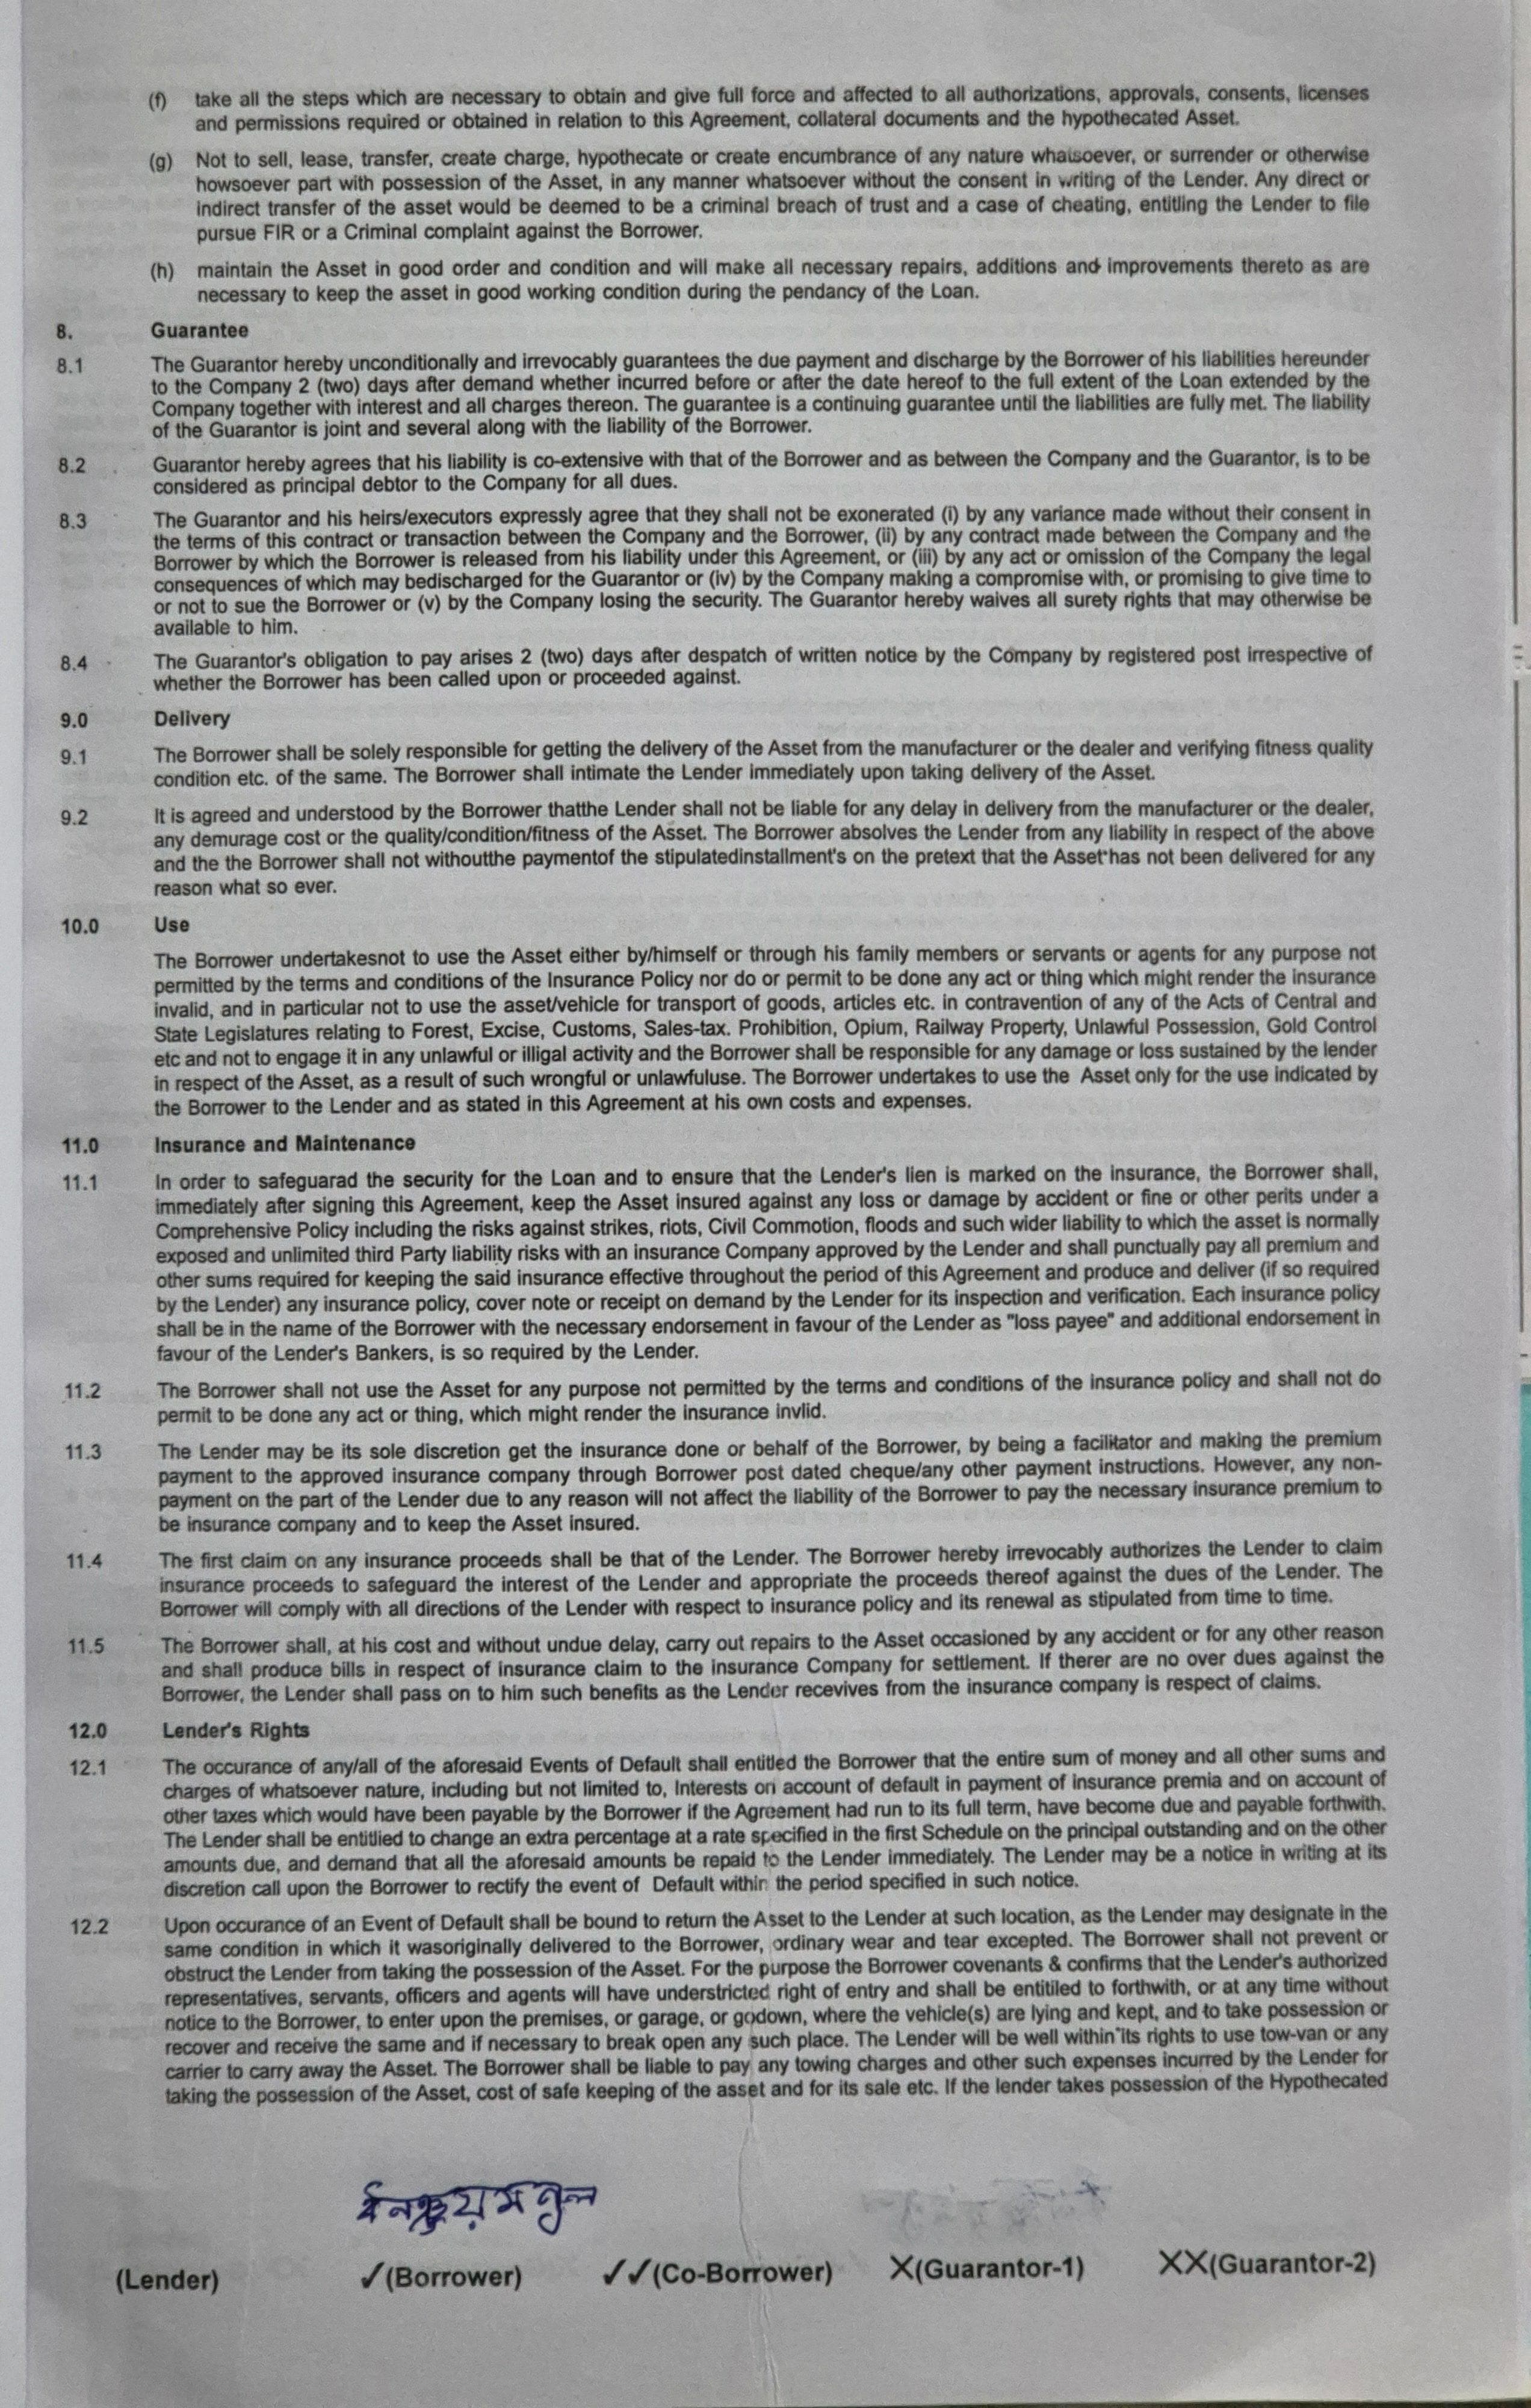 (f) take all the steps which are necessary to obtain and give full force and affected to all authorizations, approvals, consents, licenses
and permissions required or obtained in relation to this Agreement, collateral documents and the hypothecated Asset.
(g) Not to sell, lease, transfer, create charge, hypothecate or create encumbrance of any nature whatsoever, or surrender or otherwise
howsoever part with possession of the Asset, in any manner whatsoever without the consent in writing of the Lender. Any direct or
indirect transfer of the asset would be deemed to be a criminal breach of trust and a case of cheating, entitling the Lender to file
pursue FIR or a Criminal complaint against the Borrower.
(h) maintain the Asset in good order and condition and will make all necessary repairs, additions and improvements thereto as are
necessary to keep the asset in good working condition during the pendancy of the Loan.
8. Guarantee
8.1 The Guarantor hereby unconditionally and irrevocably guarantees the due payment and discharge by the Borrower of his liabilities hereunder
to the Company 2 (two) days after demand whether incurred before or after the date hereof to the full extent of the Loan extended by the
Company together with interest and all charges thereon. The guarantee is a continuing guarantee until the liabilities are fully met. The liability
of the Guarantor is joint and several along with the liability of the Borrower.
8.2 Guarantor hereby agrees that his liability is co-extensive with that of the Borrower and as between the Company and the Guarantor, is to be
considered as principal debtor to the Company for all dues.
8.3 The Guarantor and his heirs/executors expressly agree that they shall not be exonerated (i) by any variance made without their consent in
the terms of this contract or transaction between the Company and the Borrower, (ii) by any contract made between the Company and the
Borrower by which the Borrower is released from his liability under this Agreement, or (iii) by any act or omission of the Company the legal
consequences of which may bedischarged for the Guarantor or (iv) by the Company making a compromise with, or promising to give time to
or not to sue the Borrower or (v) by the Company losing the security. The Guarantor hereby waives all surety rights that may otherwise be
available to him.
8.4 The Guarantor's obligation to pay arises 2 (two) days after despatch of written notice by the Company by registered post irrespective of
whether the Borrower has been called upon or proceeded against.
9.0 Delivery
9.1 The Borrower shall be solely responsible for getting the delivery of the Asset from the manufacturer or the dealer and verifying fitness quality
condition etc. of the same. The Borrower shall intimate the Lender immediately upon taking delivery of the Asset.
9.2 It is agreed and understood by the Borrower thatthe Lender shall not be liable for any delay in delivery from the manufacturer or the dealer,
any demurage cost or the quality/condition/fitness of the Asset. The Borrower absolves the Lender from any liability in respect of the above
and the the Borrower shall not withoutthe paymentof the stipulatedinstallment's on the pretext that the Asset has not been delivered for any
reason what so ever.
10.0 Use
The Borrower undertakesnot to use the Asset either by/himself or through his family members or servants or agents for any purpose not
permitted by the terms and conditions of the Insurance Policy nor do or permit to be done any act or thing which might render the insurance
invalid, and in particular not to use the asset/vehicle for transport of goods, articles etc. in contravention of any of the Acts of Central and
State Legislatures relating to Forest, Excise, Customs, Sales-tax. Prohibition, Opium, Railway Property, Unlawful Possession, Gold Control
etc and not to engage it in any unlawful or illigal activity and the Borrower shall be responsible for any damage or loss sustained by the lender
in respect of the Asset, as a result of such wrongful or unlawfuluse. The Borrower undertakes to use the Asset only for the use indicated by
the Borrower to the Lender and as stated in this Agreement at his own costs and expenses.
11.0 Insurance and Maintenance
11.1 In order to safeguarad the security for the Loan and to ensure that the Lender's lien is marked on the insurance, the Borrower shall,
immediately after signing this Agreement, keep the Asset insured against any loss or damage by accident or fine or other perits under a
Comprehensive Policy including the risks against strikes, riots, Civil Commotion, floods and such wider liability to which the asset is normally
exposed and unlimited third Party liability risks with an insurance Company approved by the Lender and shall punctually pay all premium and
other sums required for keeping the said insurance effective throughout the period of this Agreement and produce and deliver (if so required
by the Lender) any insurance policy, cover note or receipt on demand by the Lender for its inspection and verification. Each insurance policy
shall be in the name of the Borrower with the necessary endorsement in favour of the Lender as "loss payee" and additional endorsement in
favour of the Lender's Bankers, is so required by the Lender.
11.2 The Borrower shall not use the Asset for any purpose not permitted by the terms and conditions of the insurance policy and shall not do
permit to be done any act or thing, which might render the insurance invlid.
11.3 The Lender may be its sole discretion get the insurance done or behalf of the Borrower, by being a facilitator and making the premium
payment to the approved insurance company through Borrower post dated cheque/any other payment instructions. However, any non-
payment on the part of the Lender due to any reason will not affect the liability of the Borrower to pay the necessary insurance premium to
be insurance company and to keep the Asset insured.
11.4 The first claim on any insurance proceeds shall be that of the Lender. The Borrower hereby irrevocably authorizes the Lender to claim
insurance proceeds to safeguard the interest of the Lender and appropriate the proceeds thereof against the dues of the Lender. The
Borrower will comply with all directions of the Lender with respect to insurance policy and its renewal as stipulated from time to time.
11.5 The Borrower shall, at his cost and without undue delay, carry out repairs to the Asset occasioned by any accident or for any other reason
and shall produce bills in respect of insurance claim to the insurance Company for settlement. If therer are no over dues against the
Borrower, the Lender shall pass on to him such benefits as the Lender recevives from the insurance company is respect of claims.
12.0 Lender's Rights
12.1 The occurance of any/all of the aforesaid Events of Default shall entitled the Borrower that the entire sum of money and all other sums and
charges of whatsoever nature, including but not limited to, Interests on account of default in payment of insurance premia and on account of
other taxes which would have been payable by the Borrower if the Agreement had run to its full term, have become due and payable forthwith.
The Lender shall be entitlied to change an extra percentage at a rate specified in the first Schedule on the principal outstanding and on the other
amounts due, and demand that all the aforesaid amounts be repaid to the Lender immediately. The Lender may be a notice in writing at its
discretion call upon the Borrower to rectify the event of Default within the period specified in such notice.
12.2 Upon occurance of an Event of Default shall be bound to return the Asset to the Lender at such location, as the Lender may designate in the
same condition in which it wasoriginally delivered to the Borrower, ordinary wear and tear excepted. The Borrower shall not prevent or
obstruct the Lender from taking the possession of the Asset. For the purpose the Borrower covenants & confirms that the Lender's authorized
representatives, servants, officers and agents will have understricted right of entry and shall be entitiled to forthwith, or at any time without
notice to the Borrower, to enter upon the premises, or garage, or godown, where the vehicle(s) are lying and kept, and to take possession or
recover and receive the same and if necessary to break open any such place. The Lender will be well within its rights to use tow-van or any
carrier to carry away the Asset. The Borrower shall be liable to pay any towing charges and other such expenses incurred by the Lender for
taking the possession of the Asset, cost of safe keeping of the asset and for its sale etc. If the lender takes possession of the Hypothecated
ধনঞ্জয় মণ্ডল
(Lender) ✓(Borrower) ✓✓(Co-Borrower) X(Guarantor-1) XX(Guarantor-2)